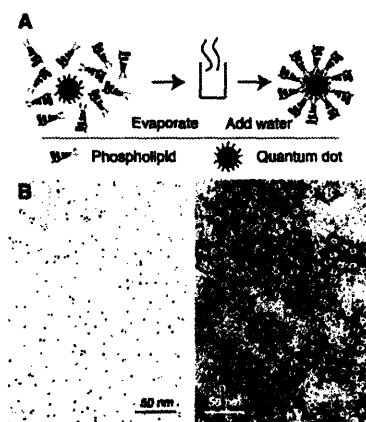 A
Evaporate Add water
Phospholipid Quantum dot
B
50 nm 50 nm